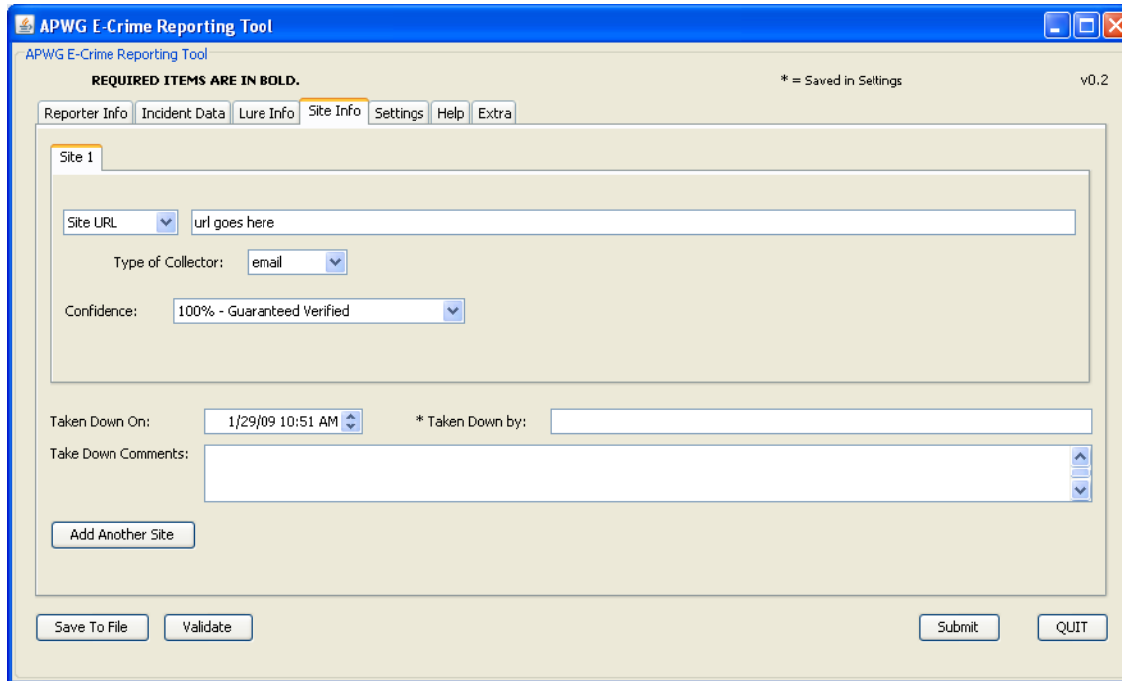 APWG E-Crime Reporting Tool
APWG E-Crime Reporting Tool
REQUIRED ITEMS ARE IN BOLD. * = Saved in Settings v0.2
Reporter Info Incident Data Lure Info Site Info Settings Help Extra
Site 1
Site URL url goes here
Type of Collector: email
Confidence: 100% - Guaranteed Verified
Taken Down On: 1/29/09 10:51 AM * Taken Down by:
Take Down Comments:
Add Another Site
Save To File Validate Submit QUIT